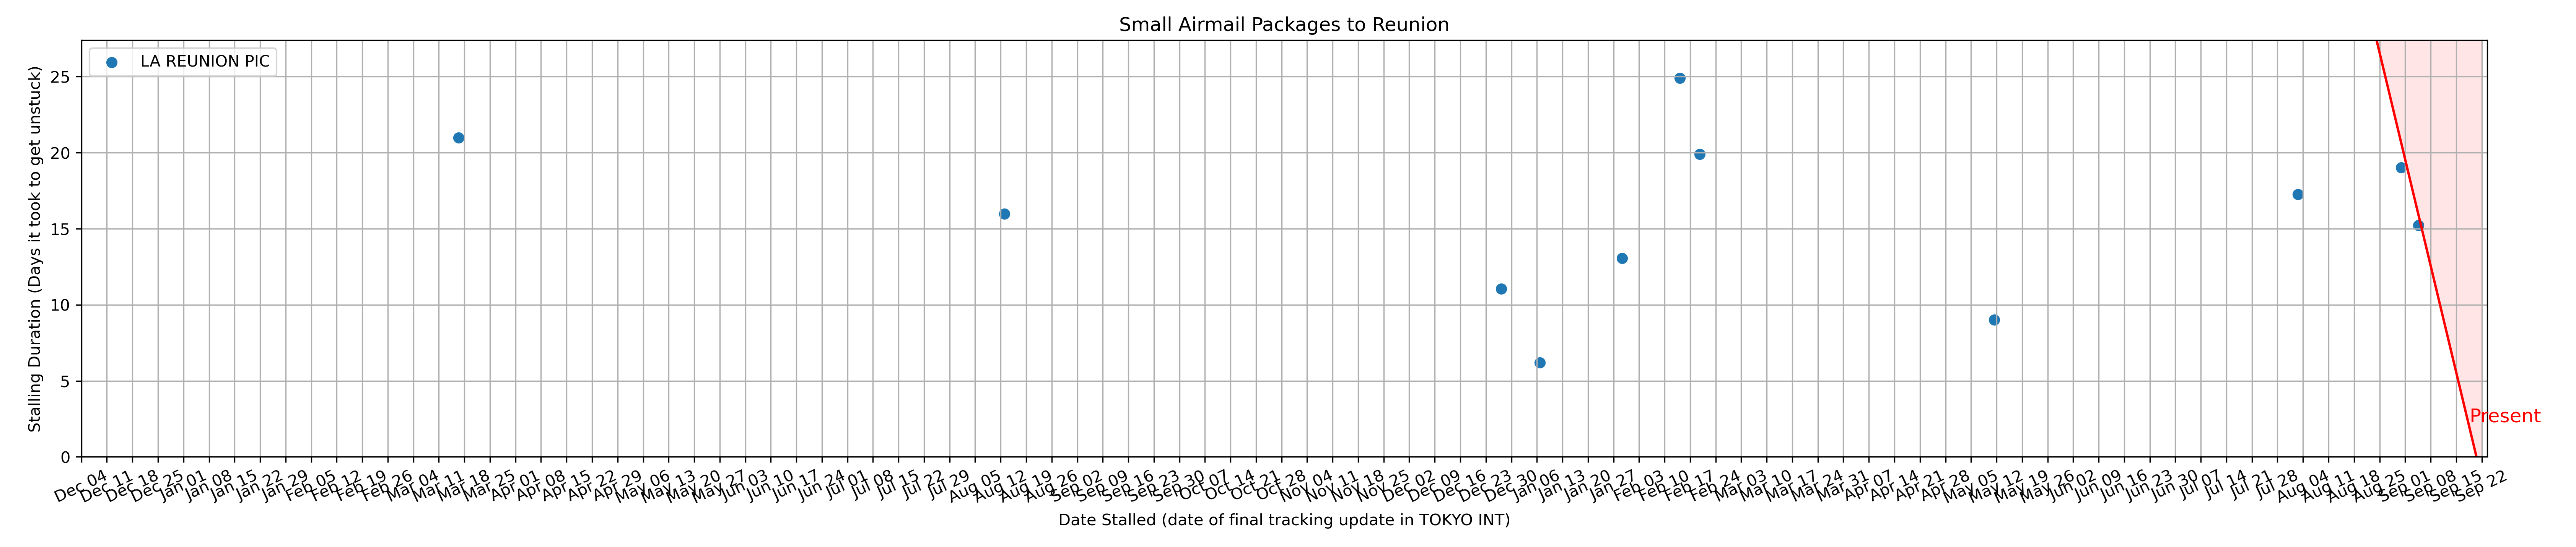 Small Airmail Packages to Reunion
LA REUNION PIC
Stalling Duration (Days it took to get unstuck)
25
20
15
10
5
0
Present
Dec 04 Dec 11 Dec 18 Dec 25 Jan 01 Jan 08 Jan 15 Jan 22 Jan 29 Feb 05 Feb 12 Feb 19 Feb 26 Mar 04 Mar 11 Mar 18 Mar 25 Apr 01 Apr 08 Apr 15 Apr 22 Apr 29 May 06 May 13 May 20 May 27 Jun 03 Jun 10 Jun 17 Jun 24 Jul 01 Jul 08 Jul 15 Jul 22 Jul 29 Aug 05 Aug 12 Aug 19 Aug 26 Sep 02 Sep 09 Sep 16 Sep 23 Sep 30 Oct 07 Oct 14 Oct 21 Oct 28 Nov 04 Nov 11 Nov 18 Nov 25 Dec 02 Dec 09 Dec 16 Dec 23 Dec 30 Jan 06 Jan 13 Jan 20 Jan 27 Feb 03 Feb 10 Feb 17 Feb 24 Mar 03 Mar 10 Mar 17 Mar 24 Mar 31 Apr 07 Apr 14 Apr 21 Apr 28 May 05 May 12 May 19 May 26 Jun 02 Jun 09 Jun 16 Jun 23 Jun 30 Jul 07 Jul 14 Jul 21 Jul 28 Aug 04 Aug 11 Aug 18 Aug 25 Sep 01 Sep 08 Sep 15 Sep 22
Date Stalled (date of final tracking update in TOKYO INT)